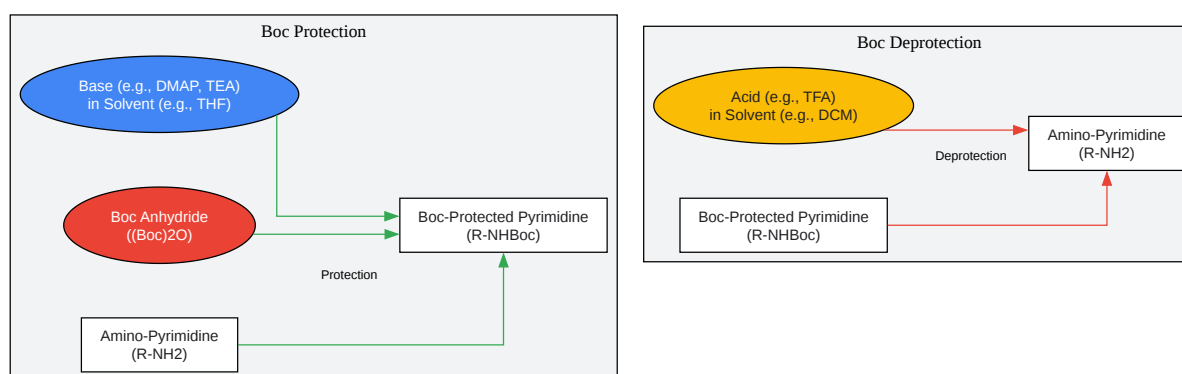 Boc Protection
Base (e.g., DMAP, TEA)
in Solvent (e.g., THF)
Boc Anhydride
((Boc)2O)
Boc-Protected Pyrimidine
(R-NHBoc)
Protection
Amino-Pyrimidine
(R-NH2)
Boc Deprotection
Acid (e.g., TFA)
in Solvent (e.g., DCM)
Amino-Pyrimidine
(R-NH2)
Deprotection
Boc-Protected Pyrimidine
(R-NHBoc)